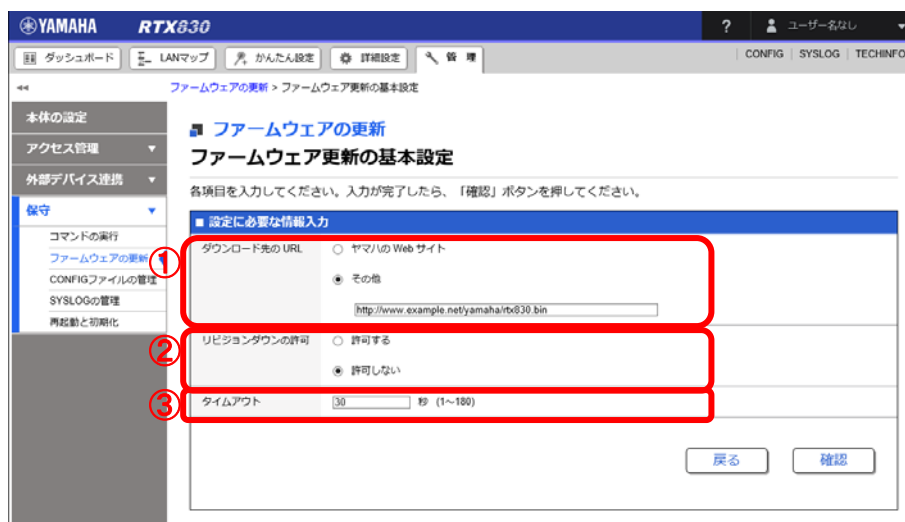 YAMAHA RTX830 ? ユーザー名なし
ダッシュボード LANマップ かんたん設定 詳細設定 管理 CONFIG SYSLOG TECHINFO
ファームウェアの更新 > ファームウェア更新の基本設定
本体の設定
アクセス管理
外部デバイス連携
保守
コマンドの実行
ファームウェアの更新
CONFIGファイルの管理
SYSLOGの管理
再起動と初期化
ファームウェアの更新
ファームウェア更新の基本設定
各項目を入力してください。入力が完了したら、「確認」ボタンを押してください。
■ 設定に必要な情報入力
① ダウンロード先の URL ヤマハの Web サイト
その他
http://www.example.net/yamaha/rtx830.bin
② リビジョンダウンの許可 許可する
許可しない
③ タイムアウト 30 秒 (1~180)
戻る 確認